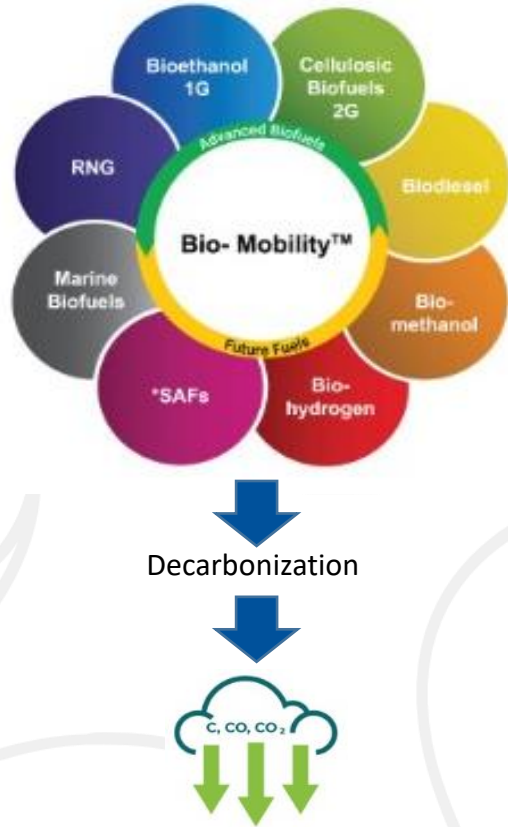 Bioethanol
1G
Cellulosic
Biofuels
2G
RNG
Advanced Biofuels
Biodiesel
Bio- Mobility™
Marine
Biofuels
Bio-
methanol
Future Fuels
*SAFs
Bio-
hydrogen
Decarbonization
C, CO, CO₂